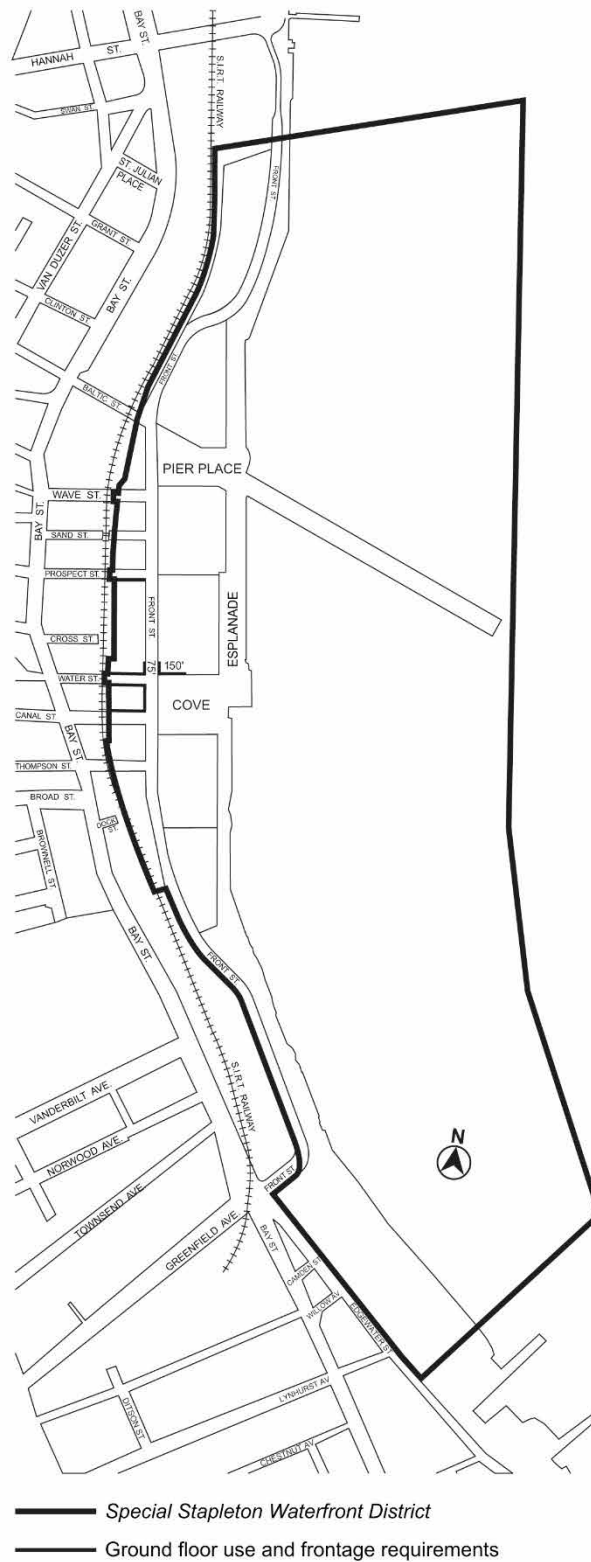 BAY ST.
HANNAH ST.
S.I.R.T. RAILWAY
SWAN ST.
ST. JULIAN
PLACE
FRONT ST.
GRANT ST.
VAN DUZER ST.
BAY ST.
CLINTON ST.
FRONT ST.
BALTIC ST.
PIER PLACE
WAVE ST.
BAY ST.
SAND ST.
PROSPECT ST.
FRONT ST.
ESPLANADE
CROSS ST.
75'
150'
WATER ST.
COVE
CANAL ST
BAY ST.
THOMPSON ST.
BROAD ST.
DOCK
ST.
BROWNELL ST
BAY ST.
FRONT ST.
S.I.R.T. RAILWAY
VANDERBILT AVE.
N
NORWOOD AVE.
FRONT ST.
TOWNSEND AVE.
GREENFIELD AVE.
BAY ST
CAMDEN ST
WILLOW AV
EDGEWATER ST
LYNHURST AV
DITSON ST.
CHESTNUT AV
Special Stapleton Waterfront District
Ground floor use and frontage requirements